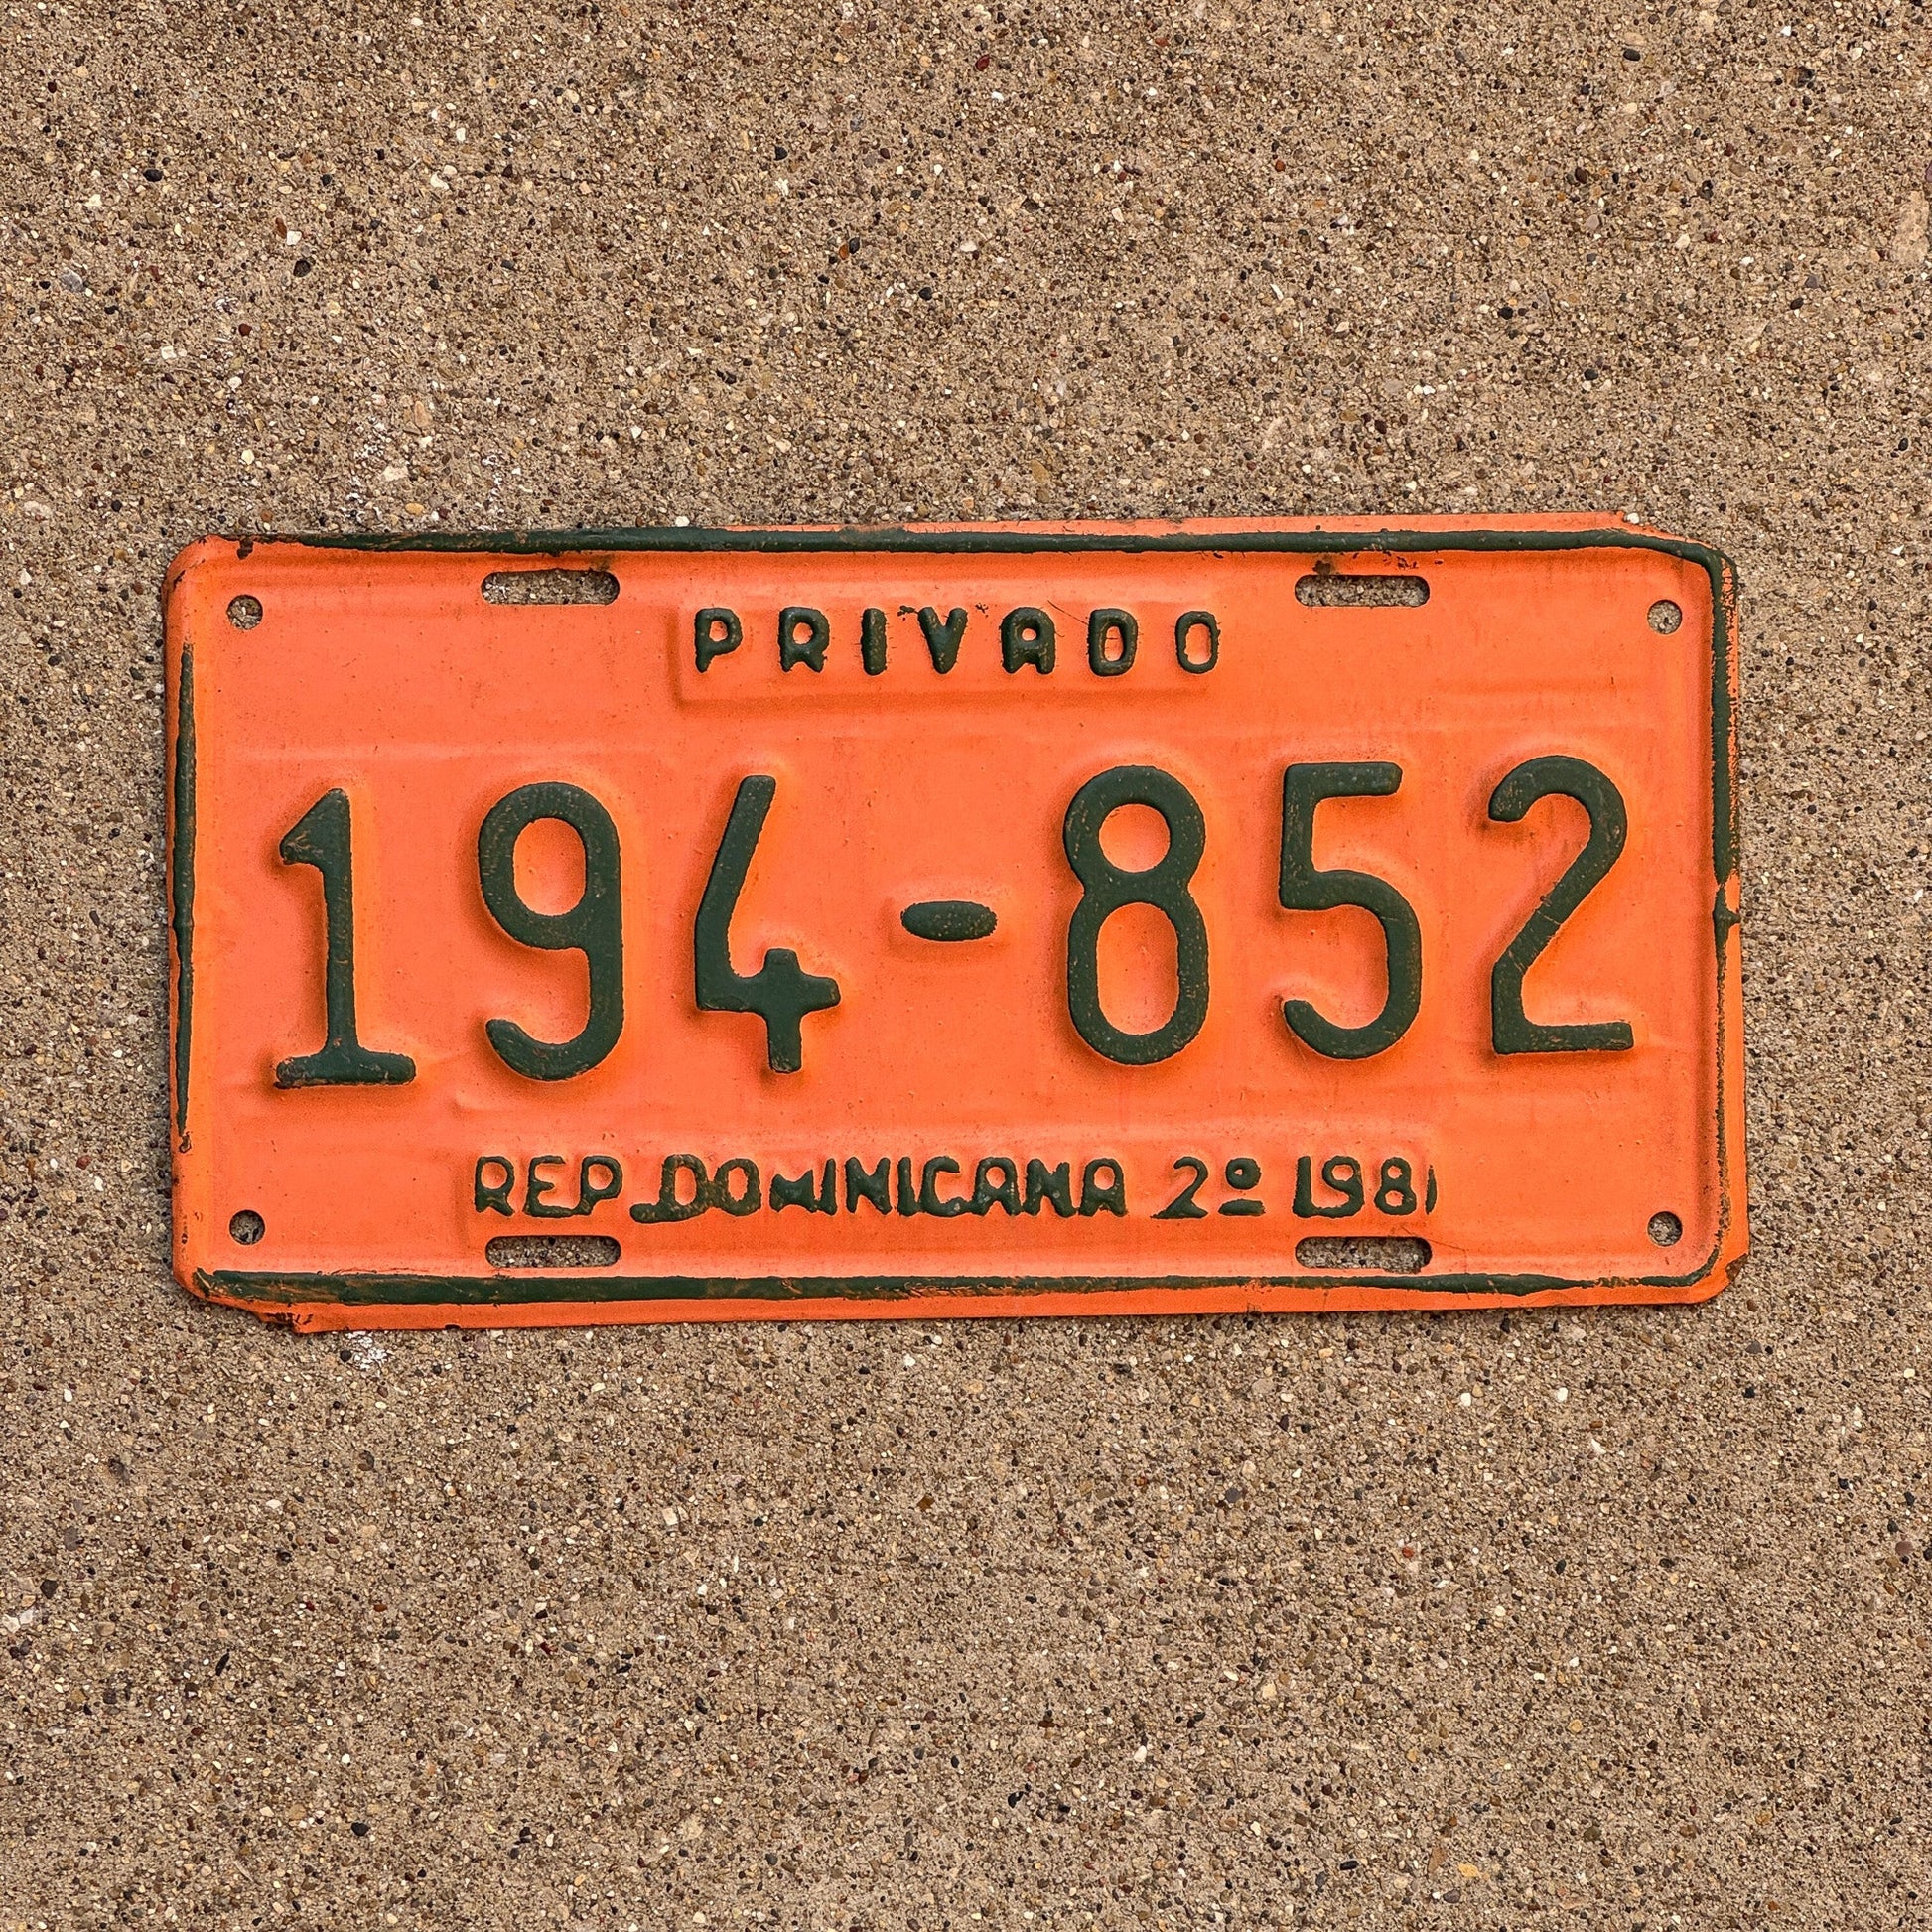 PRIVADO
194-852
REP. DOMINICANA 2º 1981